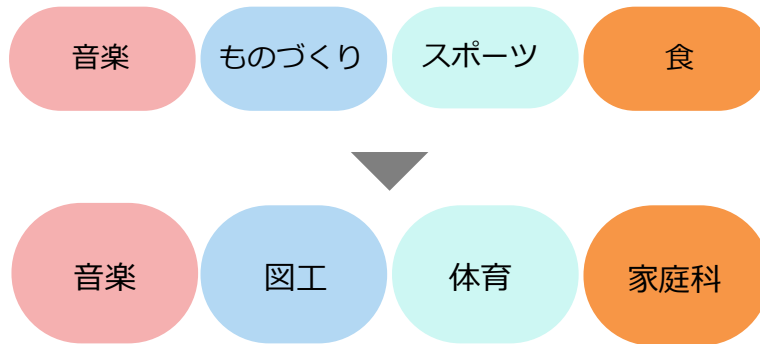 音楽 ものづくり スポーツ 食
音楽 図工 体育 家庭科